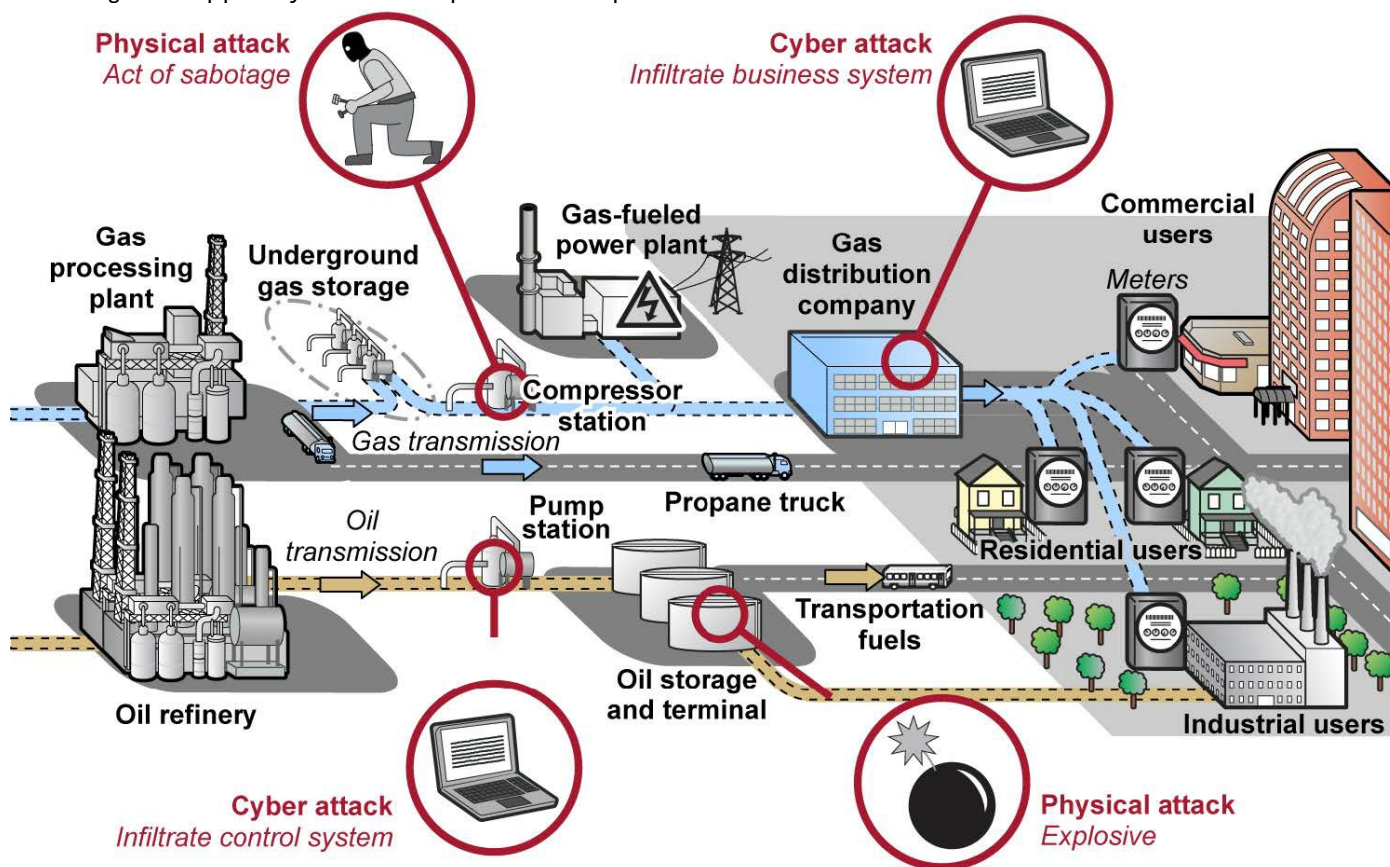 Physical attack
Act of sabotage
Cyber attack
Infiltrate business system
Gas
processing
plant
Underground
gas storage
Gas-fueled
power plant
Gas
distribution
company
Commercial
users
Meters
Compressor
station
Gas transmission
Propane truck
Oil
transmission
Pump
station
Residential users
Transportation
fuels
Oil refinery
Oil storage
and terminal
Industrial users
Cyber attack
Infiltrate control system
Physical attack
Explosive